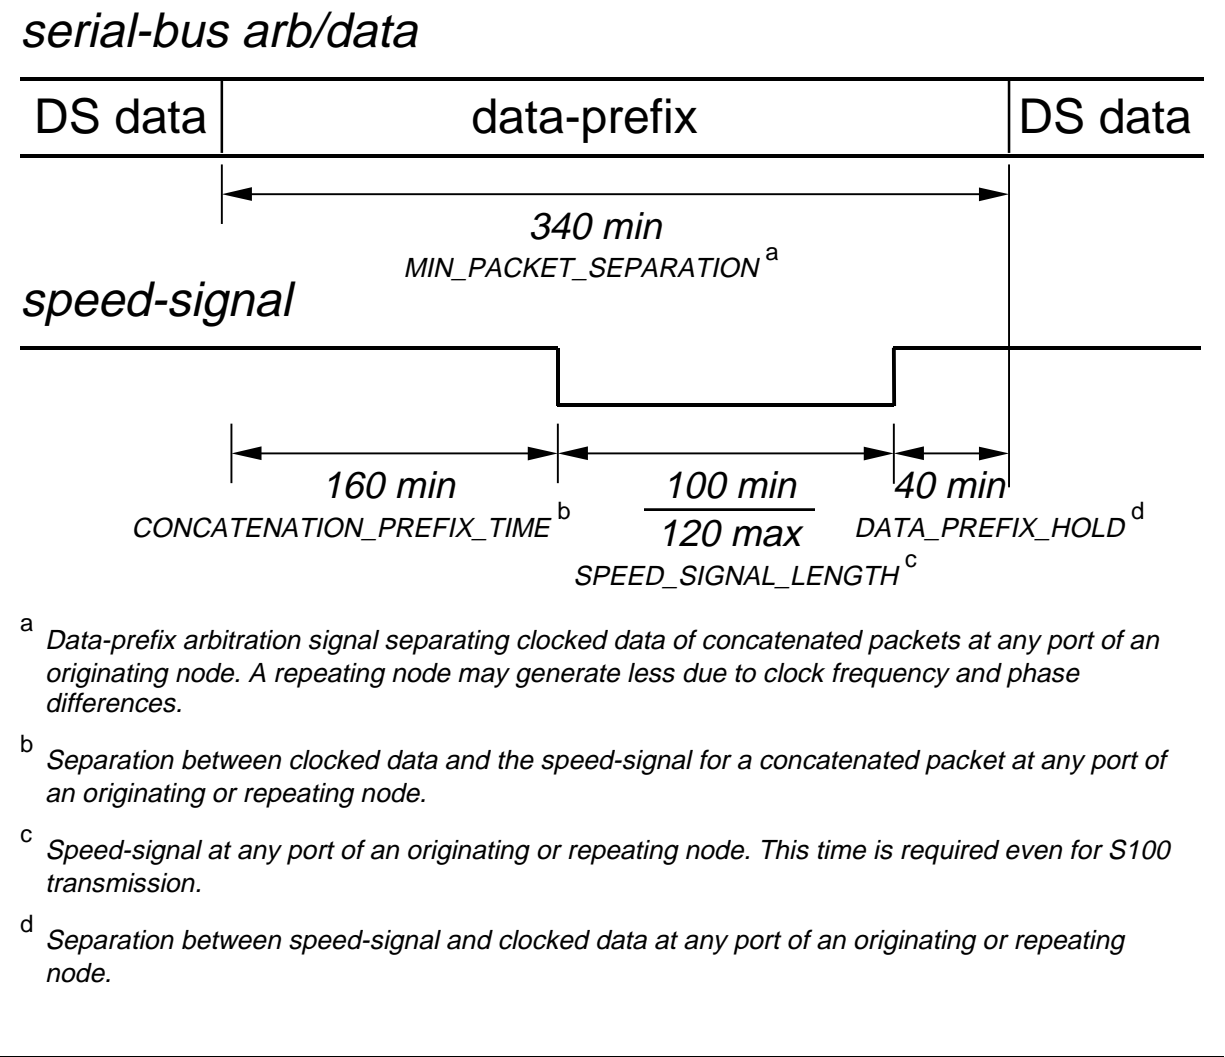 serial-bus arb/data
DS data data-prefix DS data
340 min
MIN_PACKET_SEPARATION a
speed-signal
160 min 100 min 40 min
CONCATENATION_PREFIX_TIME b 120 max DATA_PREFIX_HOLD d
SPEED_SIGNAL_LENGTH c
a Data-prefix arbitration signal separating clocked data of concatenated packets at any port of an
originating node. A repeating node may generate less due to clock frequency and phase
differences.
b Separation between clocked data and the speed-signal for a concatenated packet at any port of
an originating or repeating node.
c Speed-signal at any port of an originating or repeating node. This time is required even for S100
transmission.
d Separation between speed-signal and clocked data at any port of an originating or repeating
node.